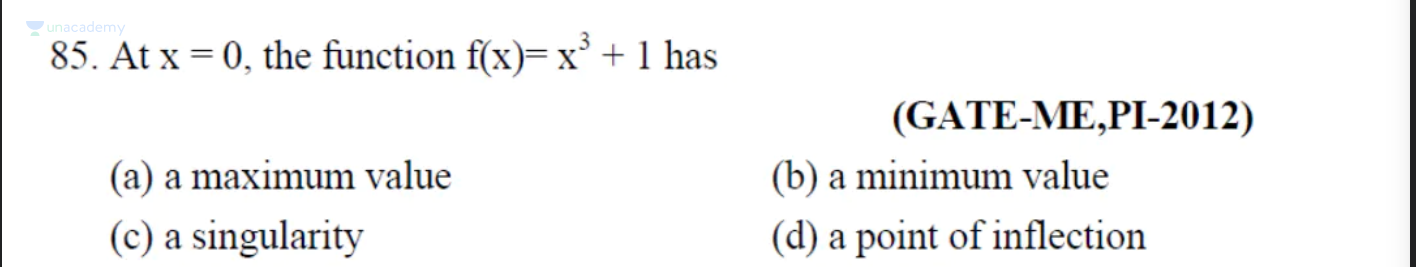 unacademy
85. At x = 0, the function f(x)= x³ + 1 has
(GATE-ME,PI-2012)
(a) a maximum value (b) a minimum value
(c) a singularity (d) a point of inflection